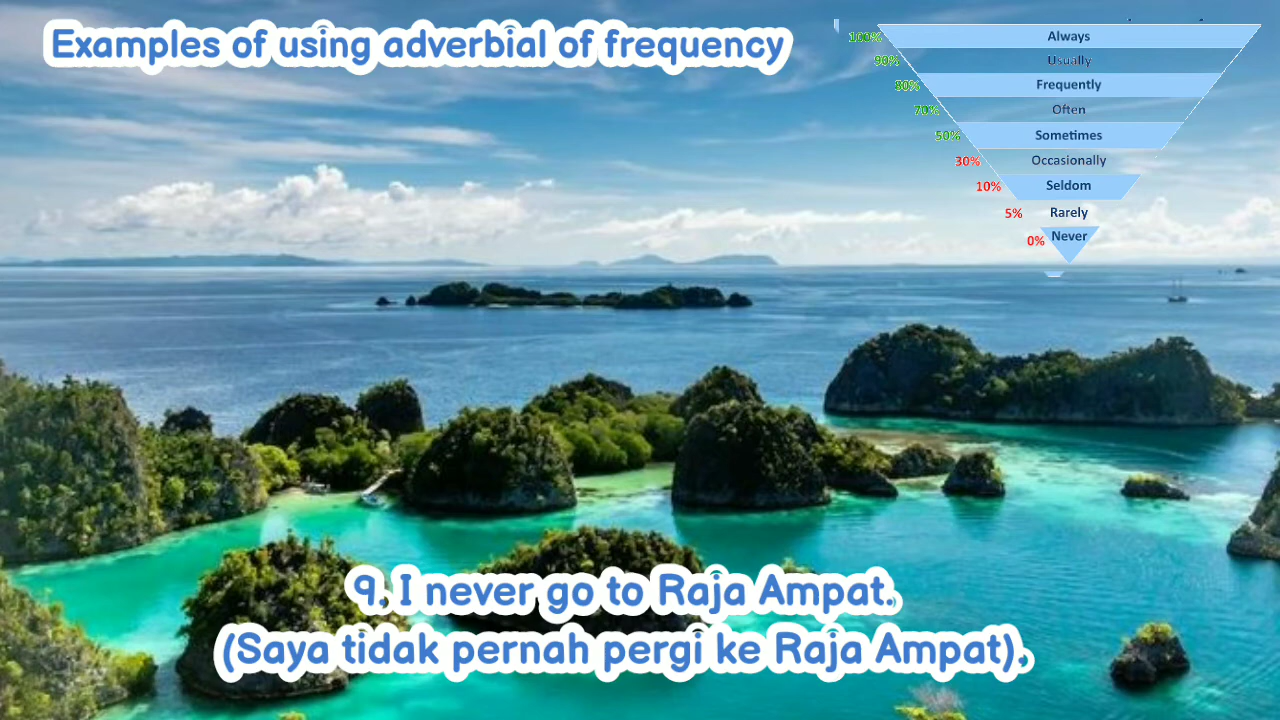 Examples of using adverbial of frequency
100% Always
90% Usually
80% Frequently
70% Often
50% Sometimes
30% Occasionally
10% Seldom
5% Rarely
0% Never
9. I never go to Raja Ampat.
(Saya tidak pernah pergi ke Raja Ampat),